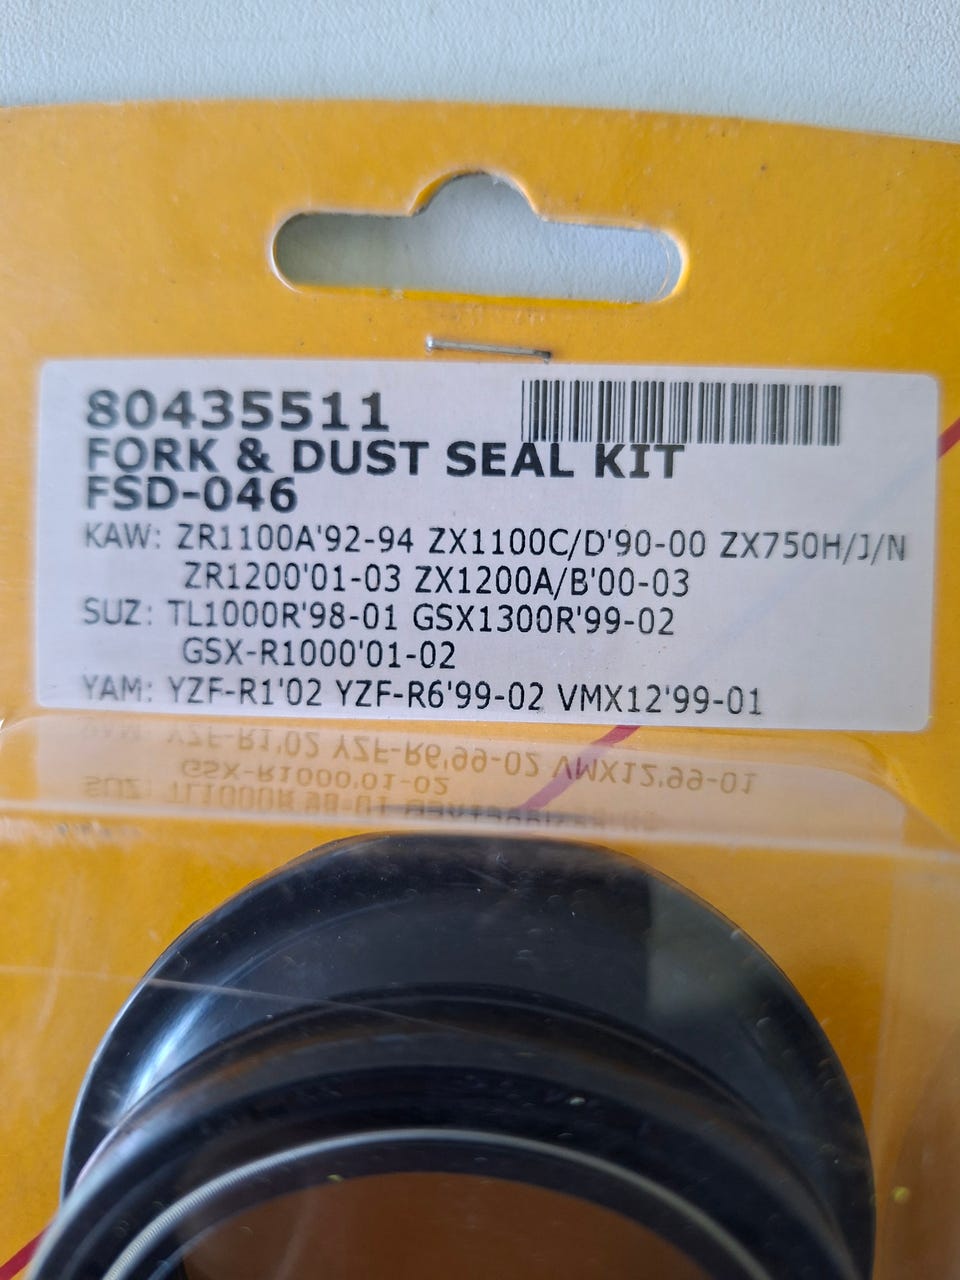 80435511
FORK & DUST SEAL KIT
FSD-046
KAW: ZR1100A'92-94 ZX1100C/D'90-00 ZX750H/J/N
ZR1200'01-03 ZX1200A/B'00-03
SUZ: TL1000R'98-01 GSX1300R'99-02
GSX-R1000'01-02
YAM: YZF-R1'02 YZF-R6'99-02 VMX12'99-01